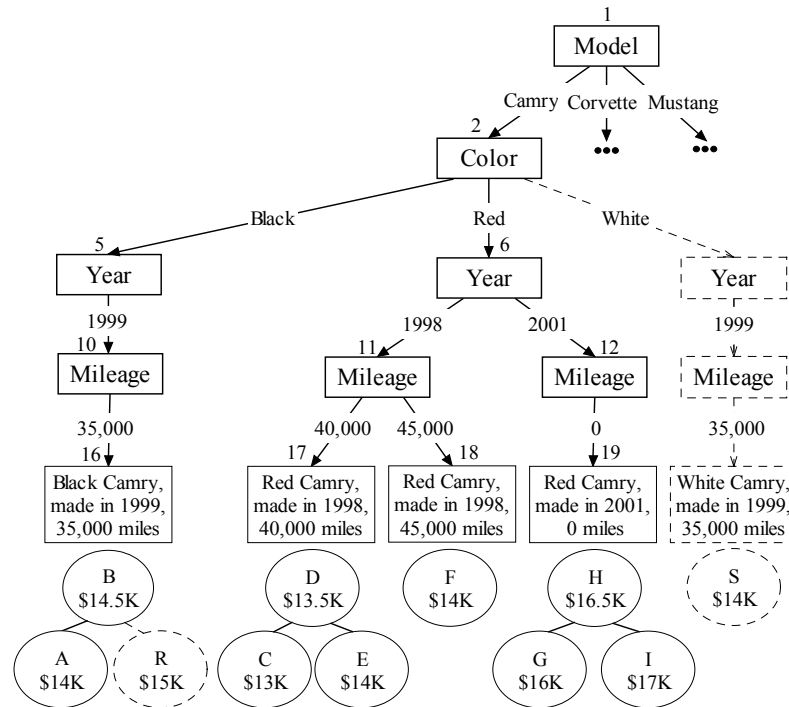 1
Model
Camry Corvette Mustang
2
Color
Black Red White
5 6
Year Year Year
1999 1998 2001 1999
10 11 12
Mileage Mileage Mileage Mileage
35,000 40,000 45,000 0 35,000
16 17 18 19
Black Camry,
made in 1999,
35,000 miles
Red Camry,
made in 1998,
40,000 miles
Red Camry,
made in 1998,
45,000 miles
Red Camry,
made in 2001,
0 miles
White Camry,
made in 1999,
35,000 miles
B
$14.5K
D
$13.5K
F
$14K
H
$16.5K
S
$14K
A
$14K
R
$15K
C
$13K
E
$14K
G
$16K
I
$17K